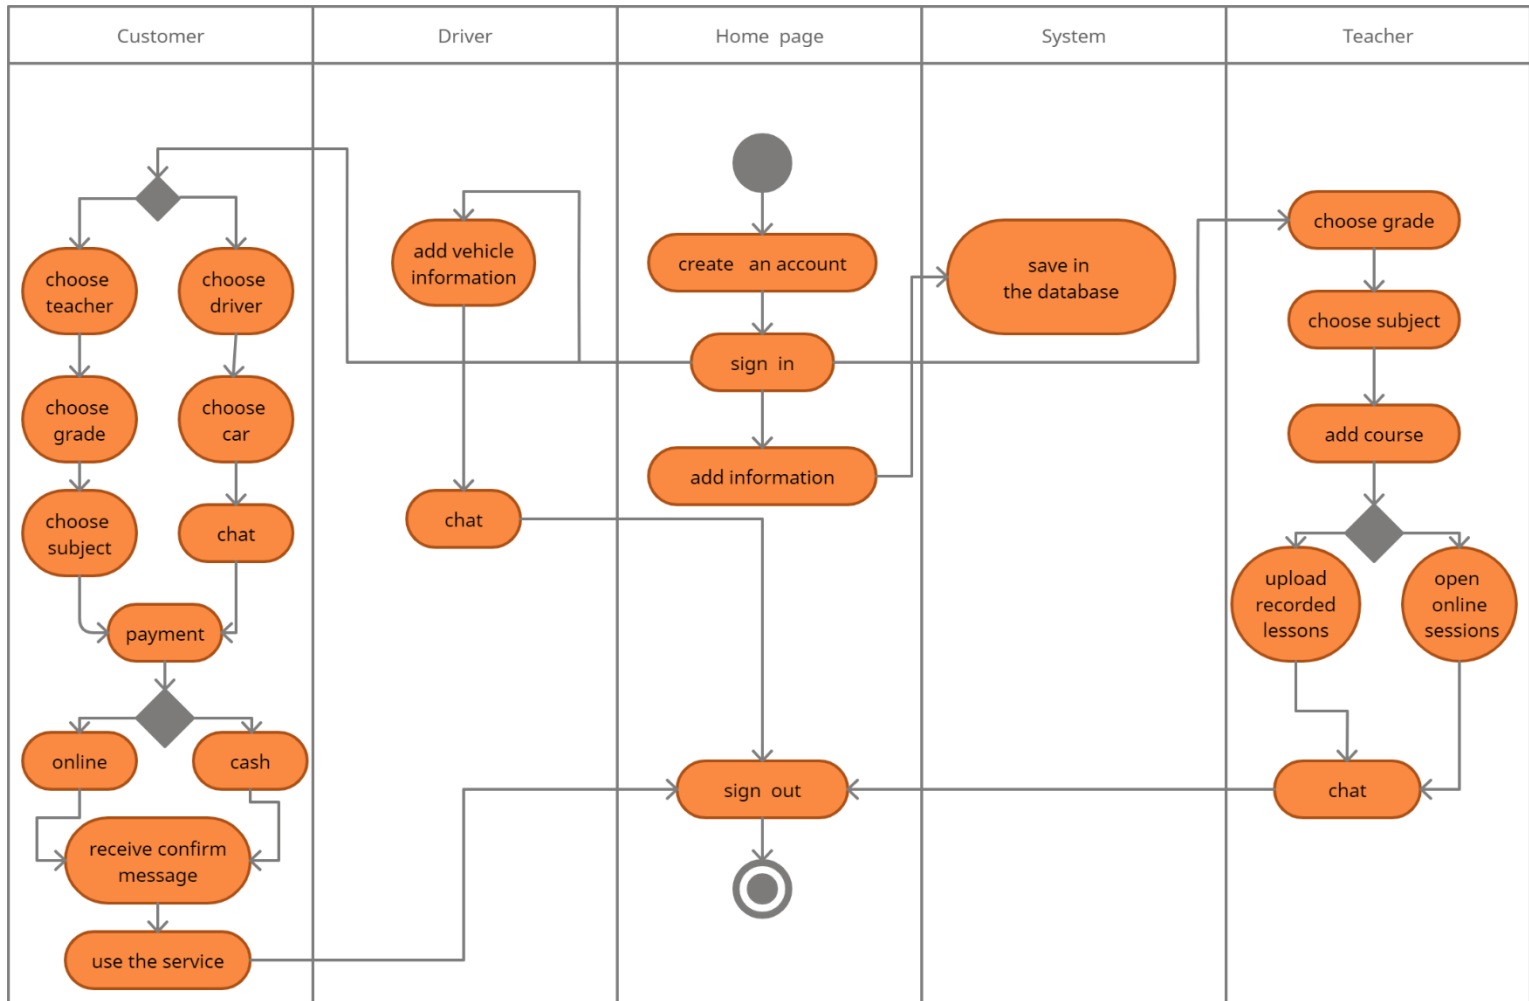 Customer
Driver
Home page
System
Teacher
choose
teacher
choose
driver
choose
grade
choose
car
choose
subject
chat
payment
online
cash
receive confirm
message
use the service
add vehicle
information
chat
create an account
sign in
add information
sign out
save in
the database
choose grade
choose subject
add course
upload
recorded
lessons
open
online
sessions
chat